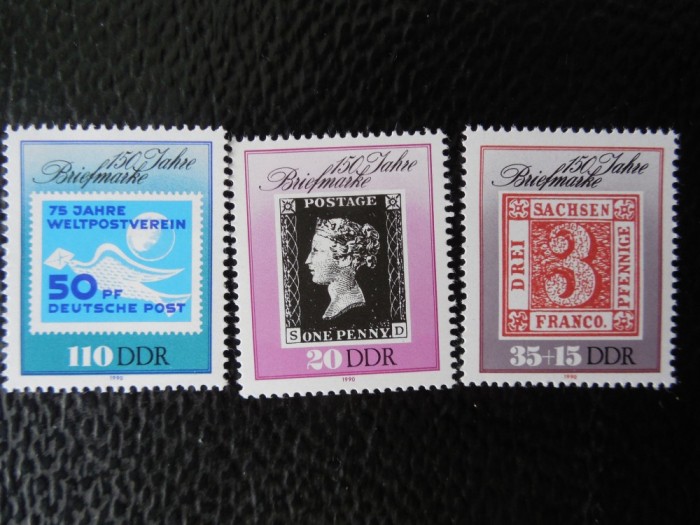 150 Jahre
Briefmarke
75 JAHRE
WELTPOSTVEREIN
50 PF
DEUTSCHE POST
110 DDR
1990
150 Jahre
Briefmarke
POSTAGE
S ONE PENNY. D
20 DDR
1990
150 Jahre
Briefmarke
SACHSEN
DREI
3
PFENNIGE
FRANCO.
35+15 DDR
1990